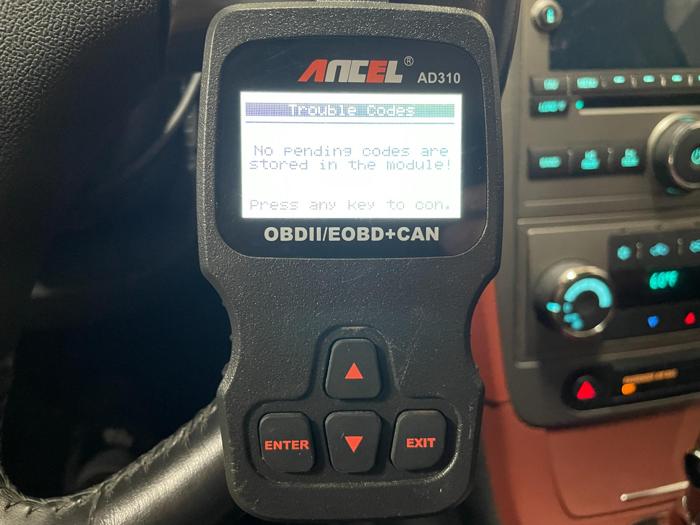 ANCEL® AD310
Trouble Codes
No pending codes are
stored in the module!
Press any key to con.
OBDII/EOBD+CAN
ENTER
EXIT
60°F